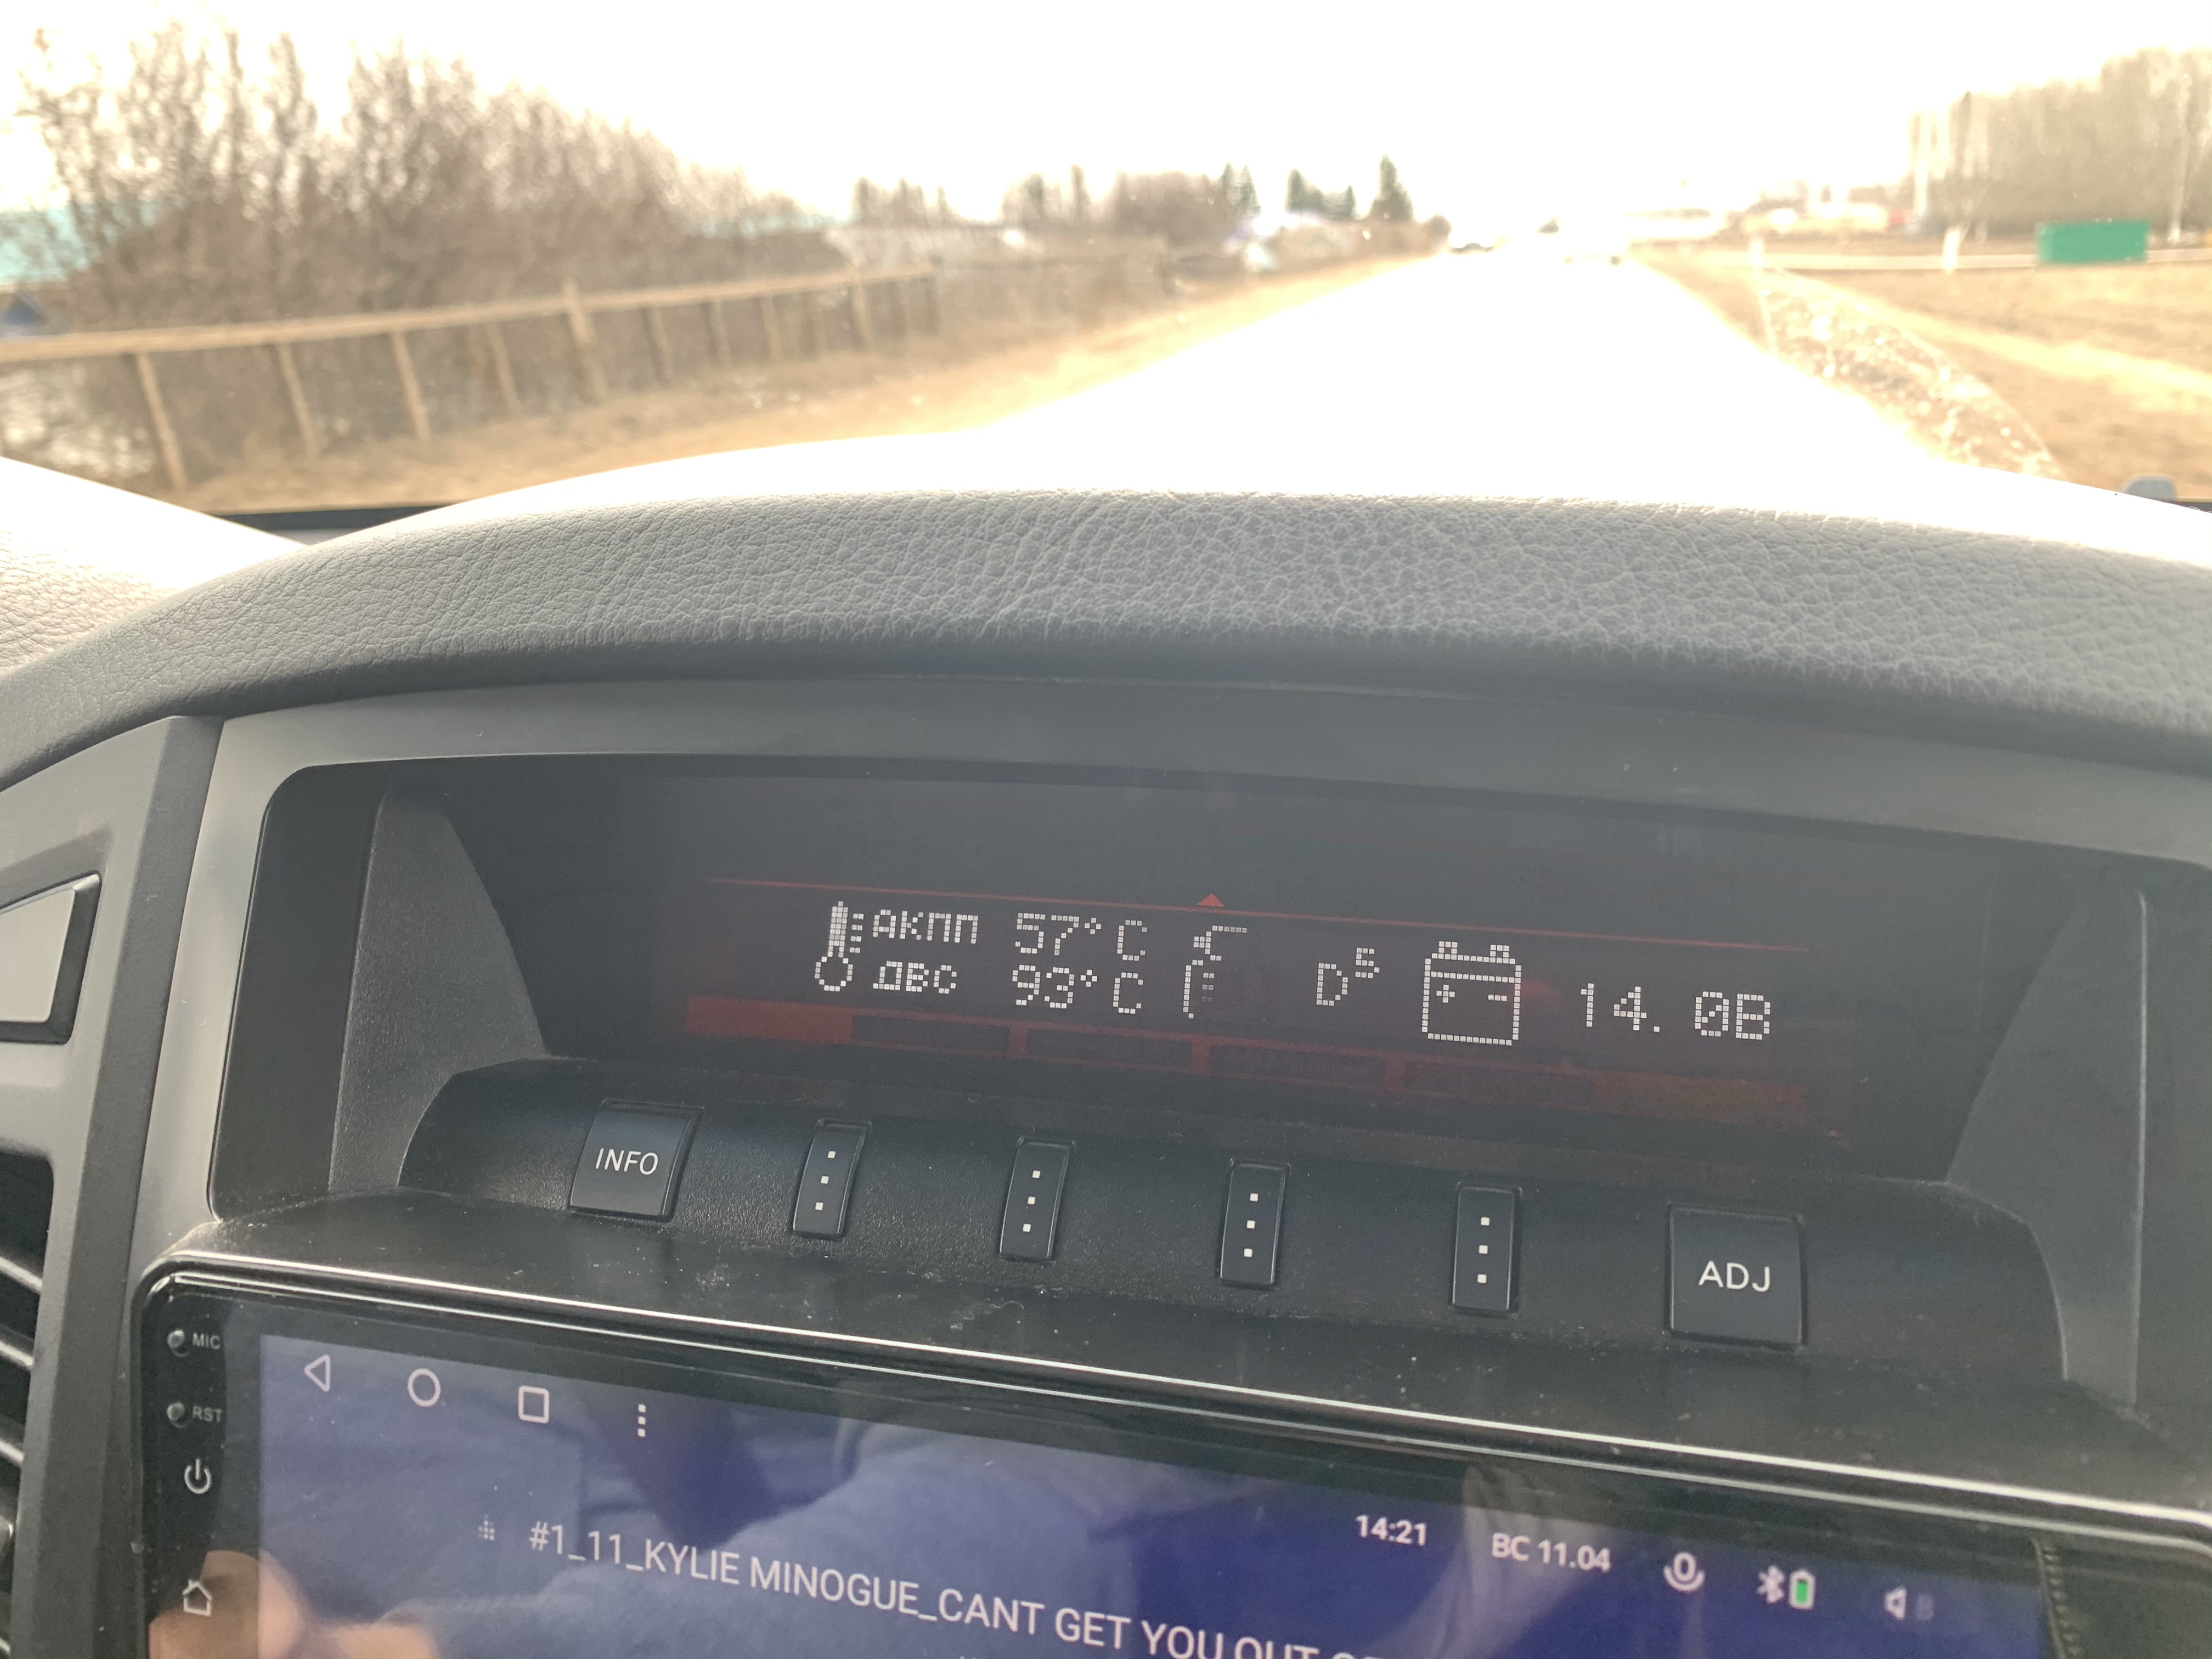 АКПП 57°C
ДВС 93°C
D5
14.0В
INFO
ADJ
MIC
RST
14:21
ВС 11.04
#1_11_KYLIE MINOGUE_CANT GET YOU OUT